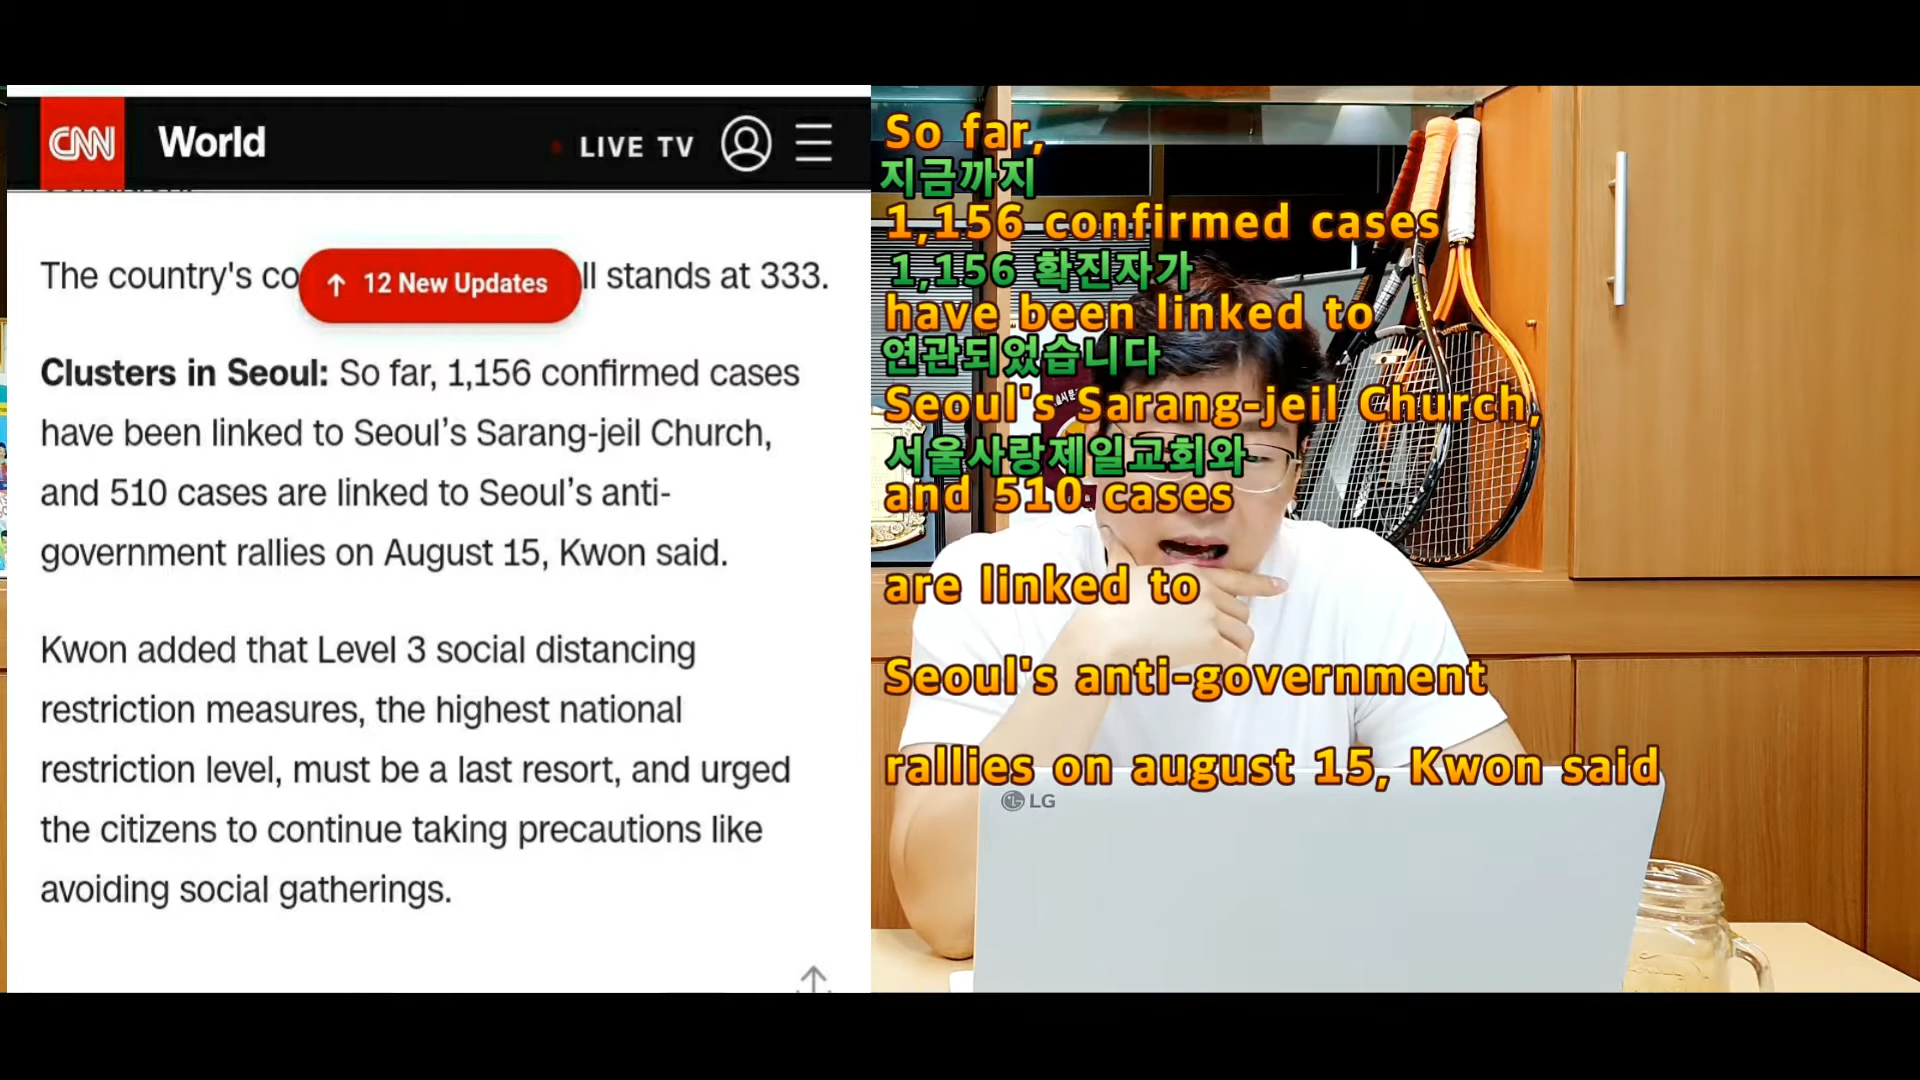 CNN World LIVE TV
The country's co
↑ 12 New Updates
ll stands at 333.
Clusters in Seoul: So far, 1,156 confirmed cases
have been linked to Seoul’s Sarang-jeil Church,
and 510 cases are linked to Seoul’s anti-
government rallies on August 15, Kwon said.
Kwon added that Level 3 social distancing
restriction measures, the highest national
restriction level, must be a last resort, and urged
the citizens to continue taking precautions like
avoiding social gatherings.
So far,
지금까지
1,156 confirmed cases
1,156 확진자가
have been linked to
연관되었습니다
Seoul's Sarang-jeil Church,
서울사랑제일교회와
and 510 cases
are linked to
Seoul's anti-government
rallies on august 15, Kwon said
LG